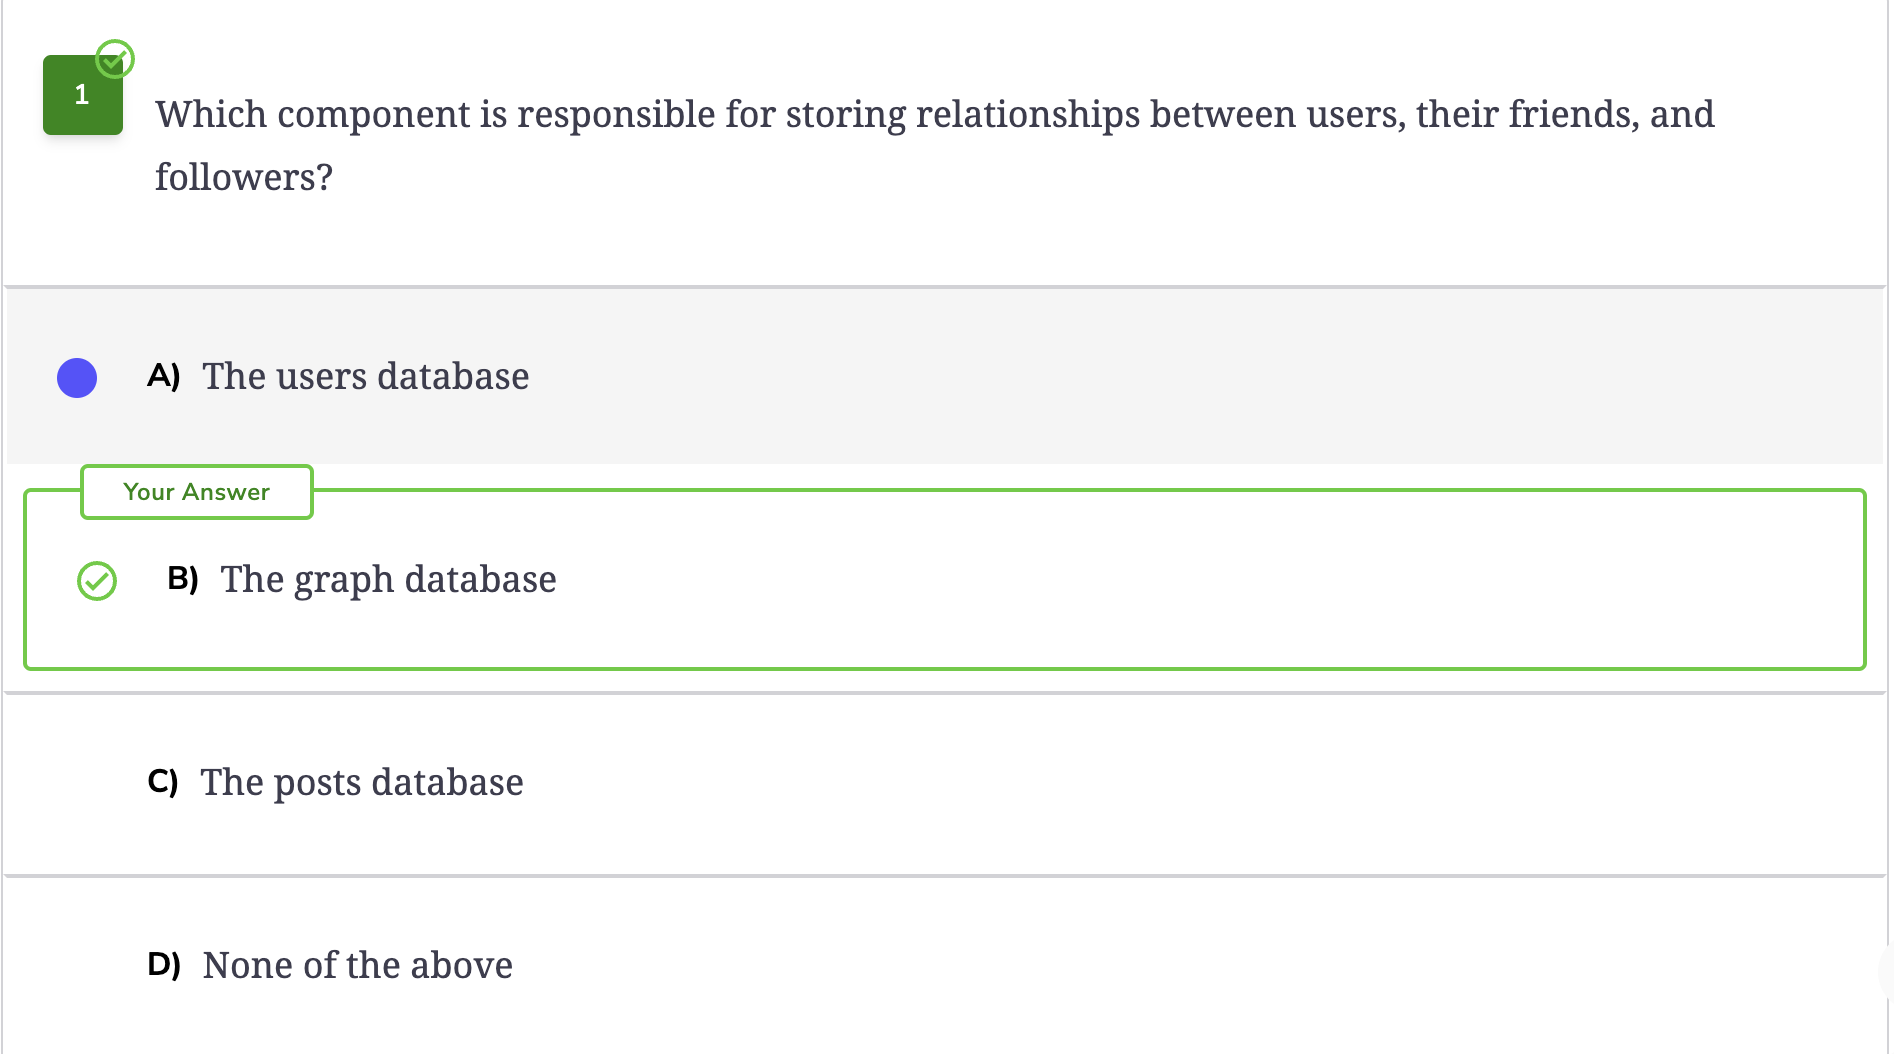 1
Which component is responsible for storing relationships between users, their friends, and
followers?
A) The users database
Your Answer
B) The graph database
C) The posts database
D) None of the above